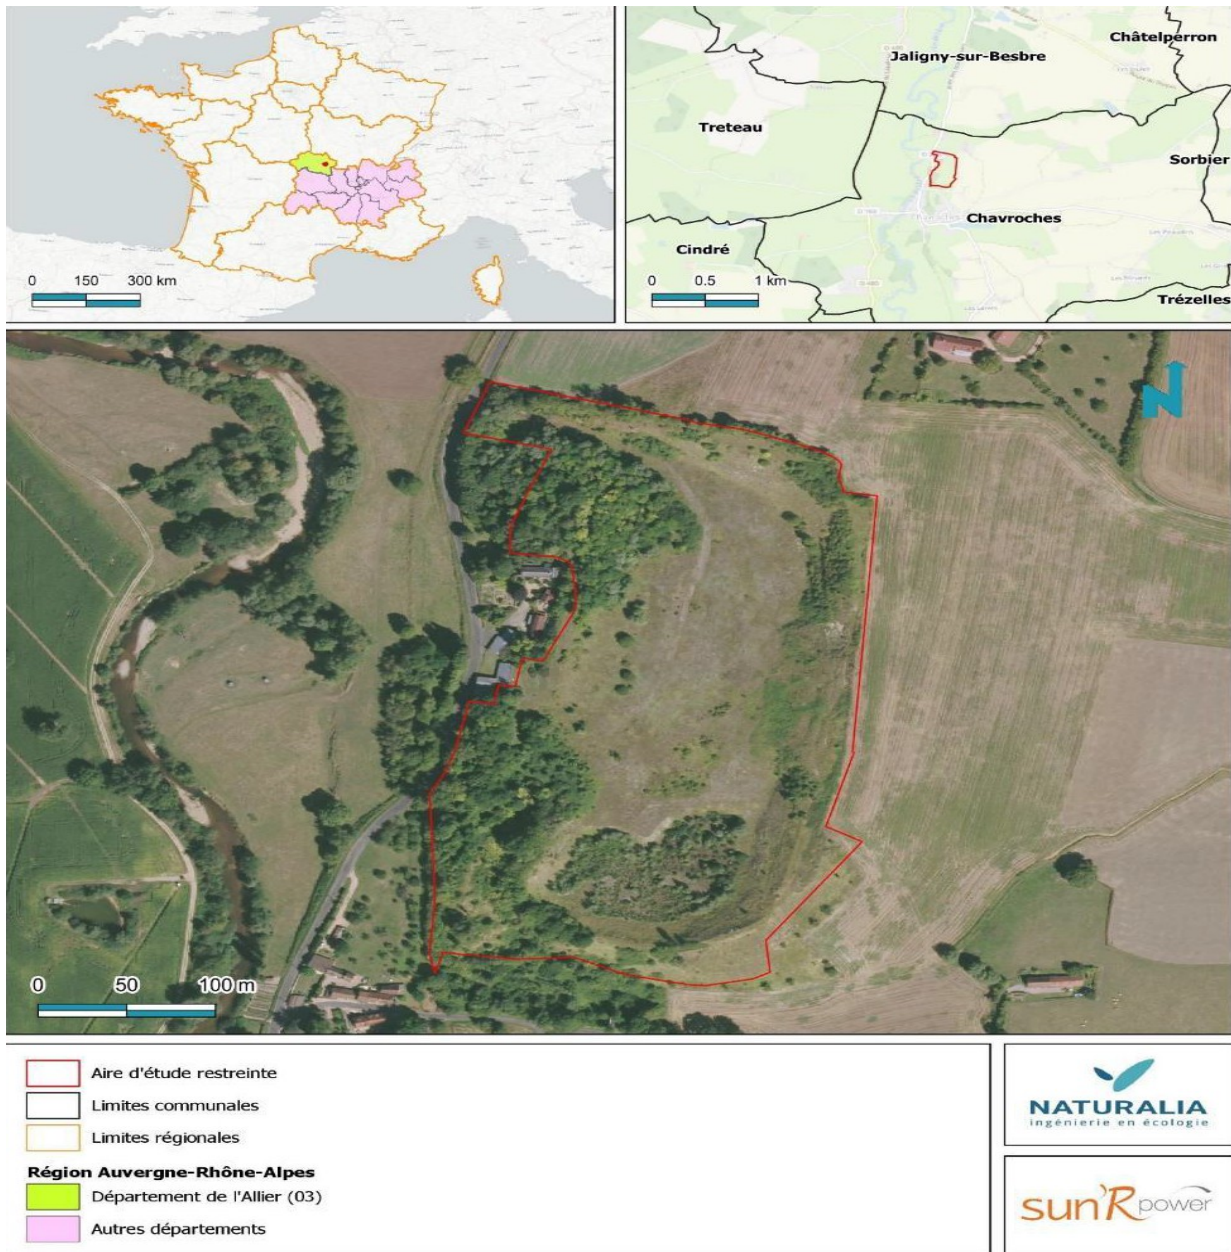 0 150 300 km
Châtelperron
Jaligny-sur-Besbre
Treteau
Sorbier
Chavroches
Cindré
0 0.5 1 km
Trézelles
N
0 50 100 m
Aire d'étude restreinte
Limites communales
Limites régionales
Région Auvergne-Rhône-Alpes
Département de l'Allier (03)
Autres départements
NATURALIA
ingénierie en écologie
sun'R power